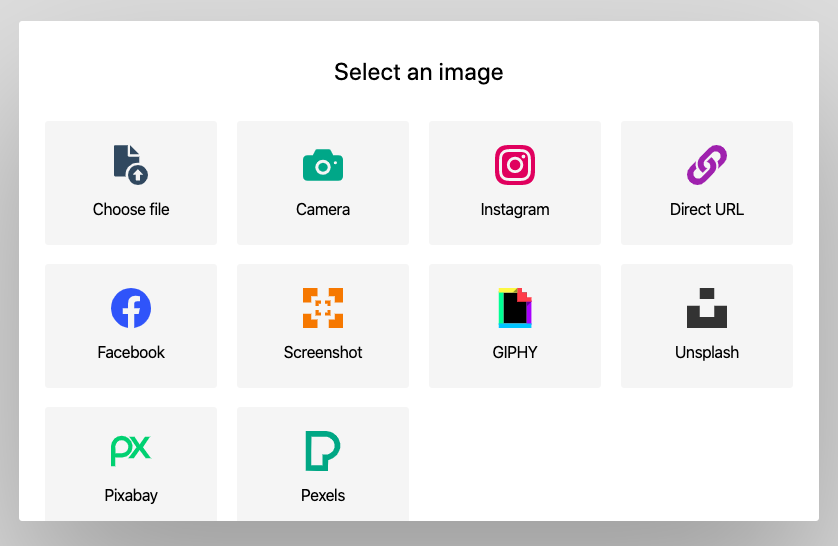 Select an image
Choose file
Camera
Instagram
Direct URL
Facebook
Screenshot
GIPHY
Unsplash
px
Pixabay
Pexels